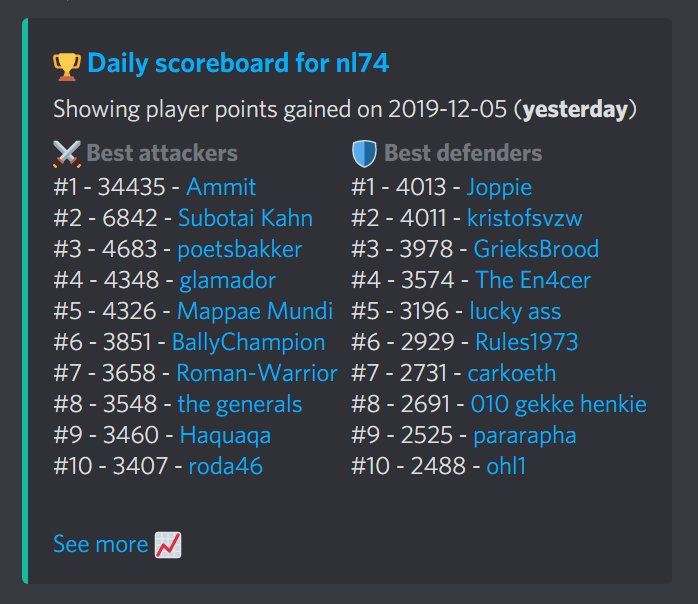 Daily scoreboard for nl74
Showing player points gained on 2019-12-05 (yesterday)
Best attackers
#1 - 34435 - Ammit
#2 - 6842 - Subotai Kahn
#3 - 4683 - poetsbakker
#4 - 4348 - glamador
#5 - 4326 - Mappae Mundi
#6 - 3851 - BallyChampion
#7 - 3658 - Roman-Warrior
#8 - 3548 - the generals
#9 - 3460 - Haquaqa
#10 - 3407 - roda46
Best defenders
#1 - 4013 - Joppie
#2 - 4011 - kristofsvzw
#3 - 3978 - GrieksBrood
#4 - 3574 - The En4cer
#5 - 3196 - lucky ass
#6 - 2929 - Rules1973
#7 - 2731 - carkoeth
#8 - 2691 - 010 gekke henkie
#9 - 2525 - pararapha
#10 - 2488 - ohl1
See more